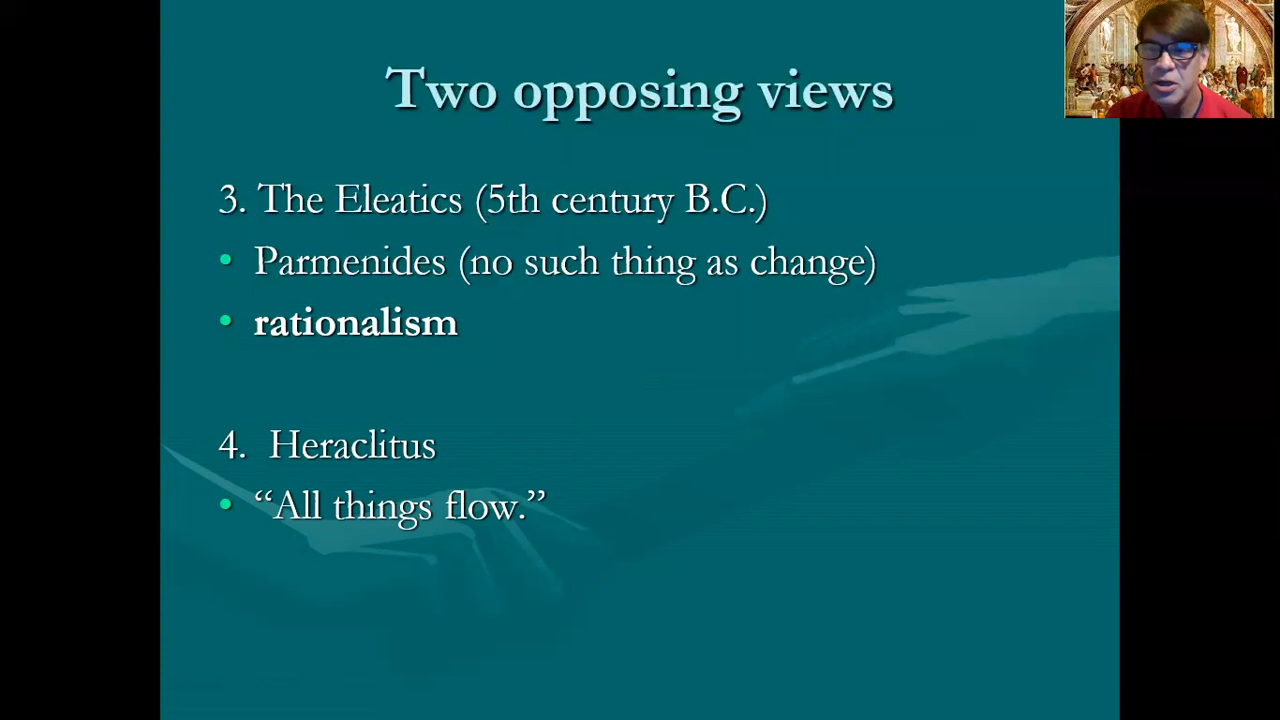 Two opposing views
3. The Eleatics (5th century B.C.)
• Parmenides (no such thing as change)
• rationalism
4. Heraclitus
• “All things flow.”